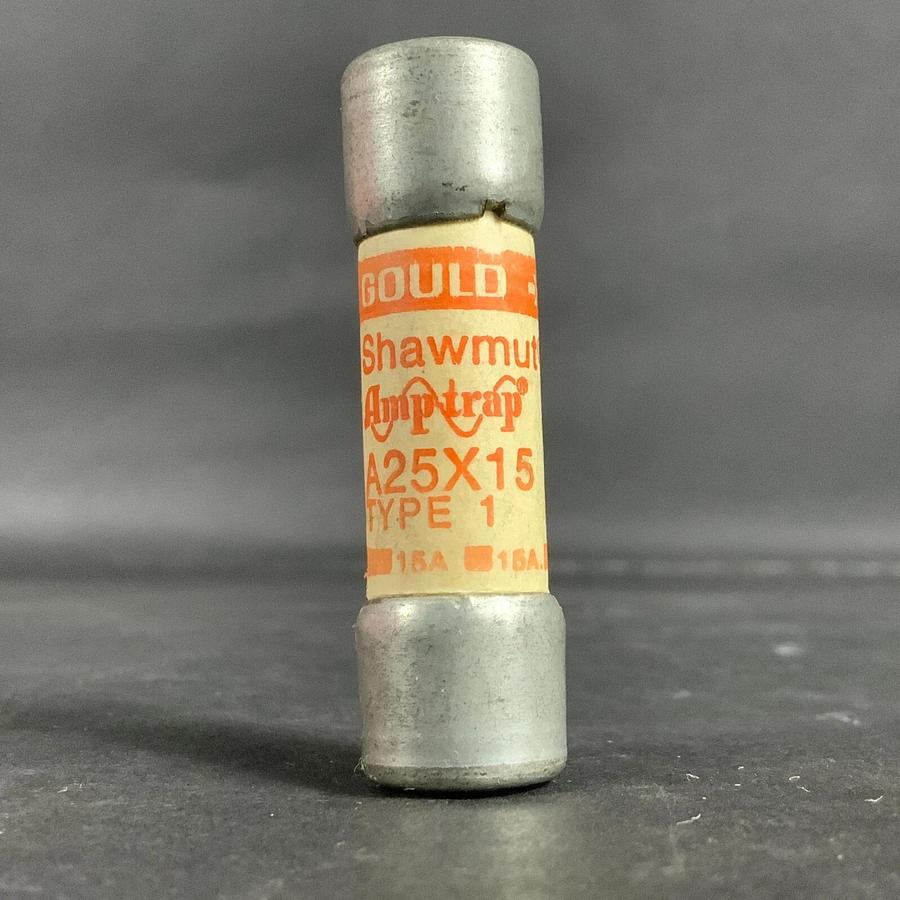 GOULD
Shawmut
Amp-trap®
A25X15
TYPE 1
15A 15A